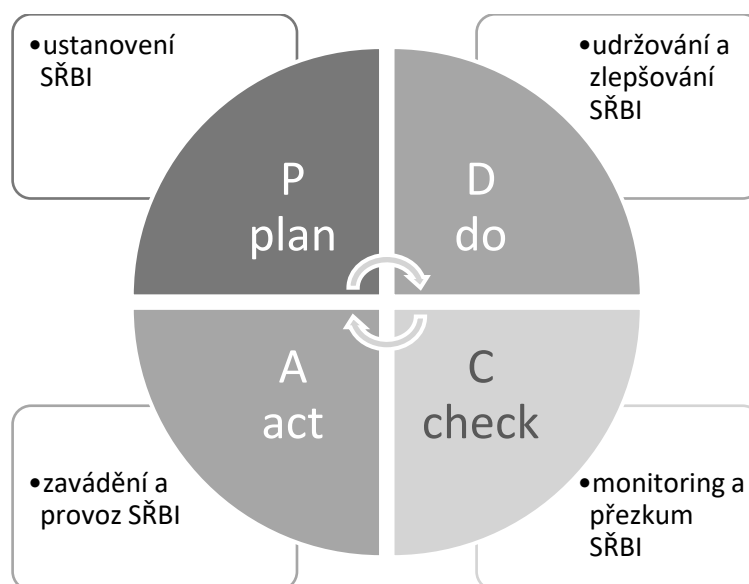 •ustanovení
SŘBI
•udržování a
zlepšování
SŘBI
P
plan
D
do
A
act
C
check
•zavádění a
provoz SŘBI
•monitoring a
přezkum
SŘBI